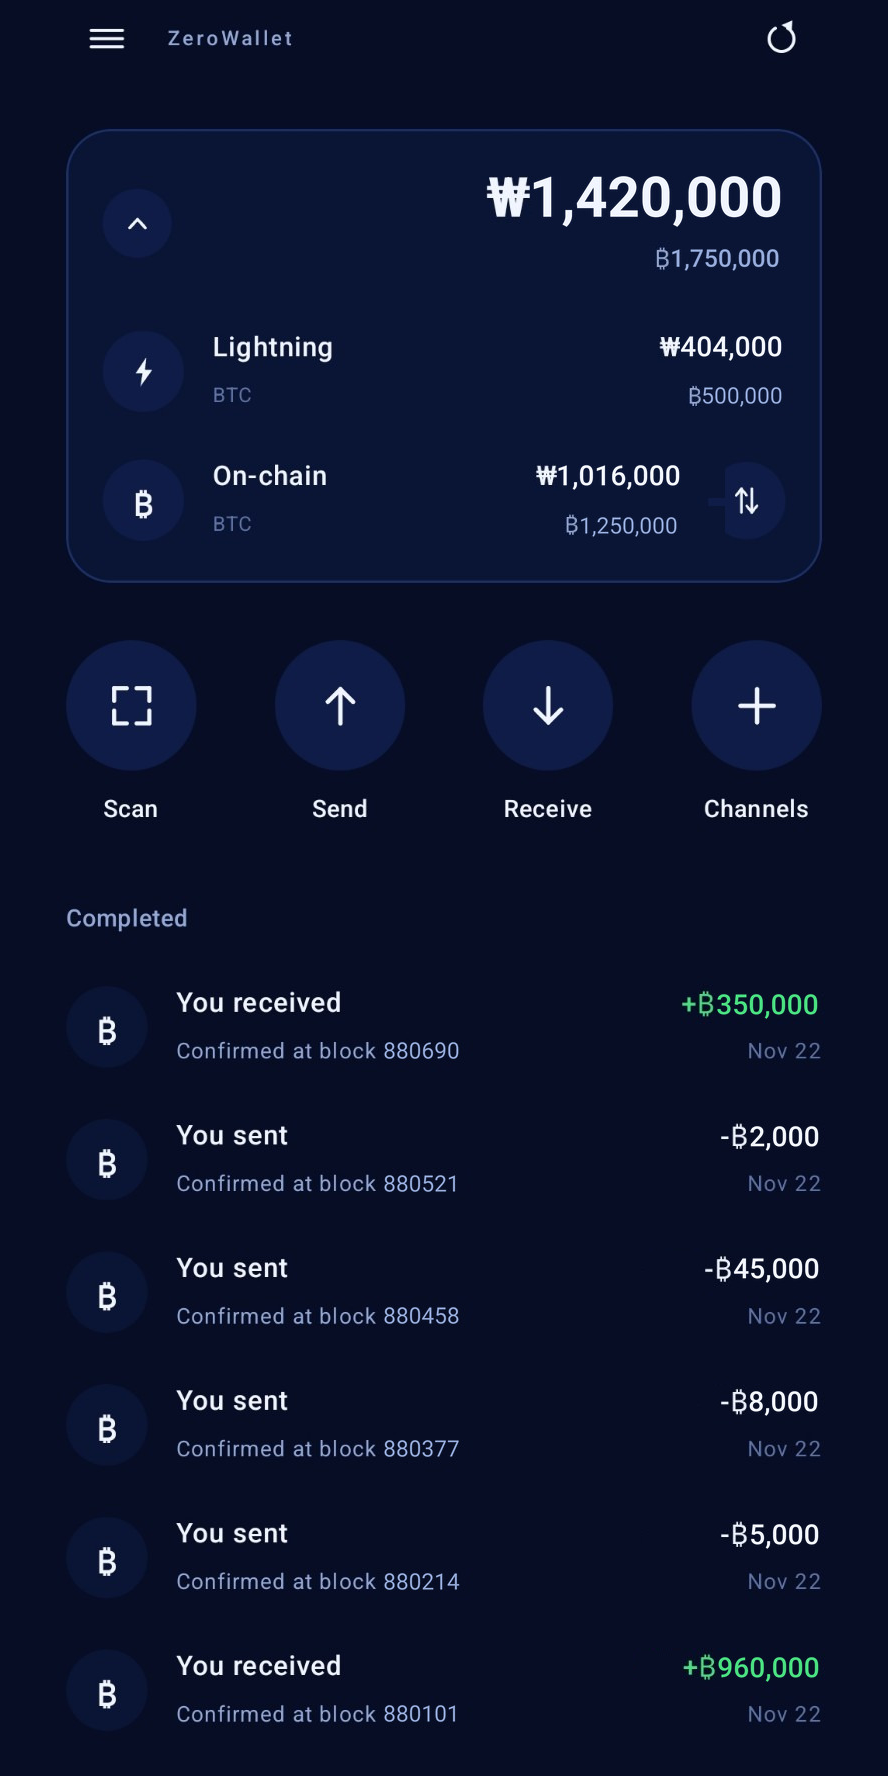 ZeroWallet
₩1,420,000
₿1,750,000
Lightning
₩404,000
BTC
₿500,000
On-chain
₩1,016,000
BTC
₿1,250,000
Scan
Send
Receive
Channels
Completed
You received
+₿350,000
Confirmed at block 880690
Nov 22
You sent
-₿2,000
Confirmed at block 880521
Nov 22
You sent
-₿45,000
Confirmed at block 880458
Nov 22
You sent
-₿8,000
Confirmed at block 880377
Nov 22
You sent
-₿5,000
Confirmed at block 880214
Nov 22
You received
+₿960,000
Confirmed at block 880101
Nov 22